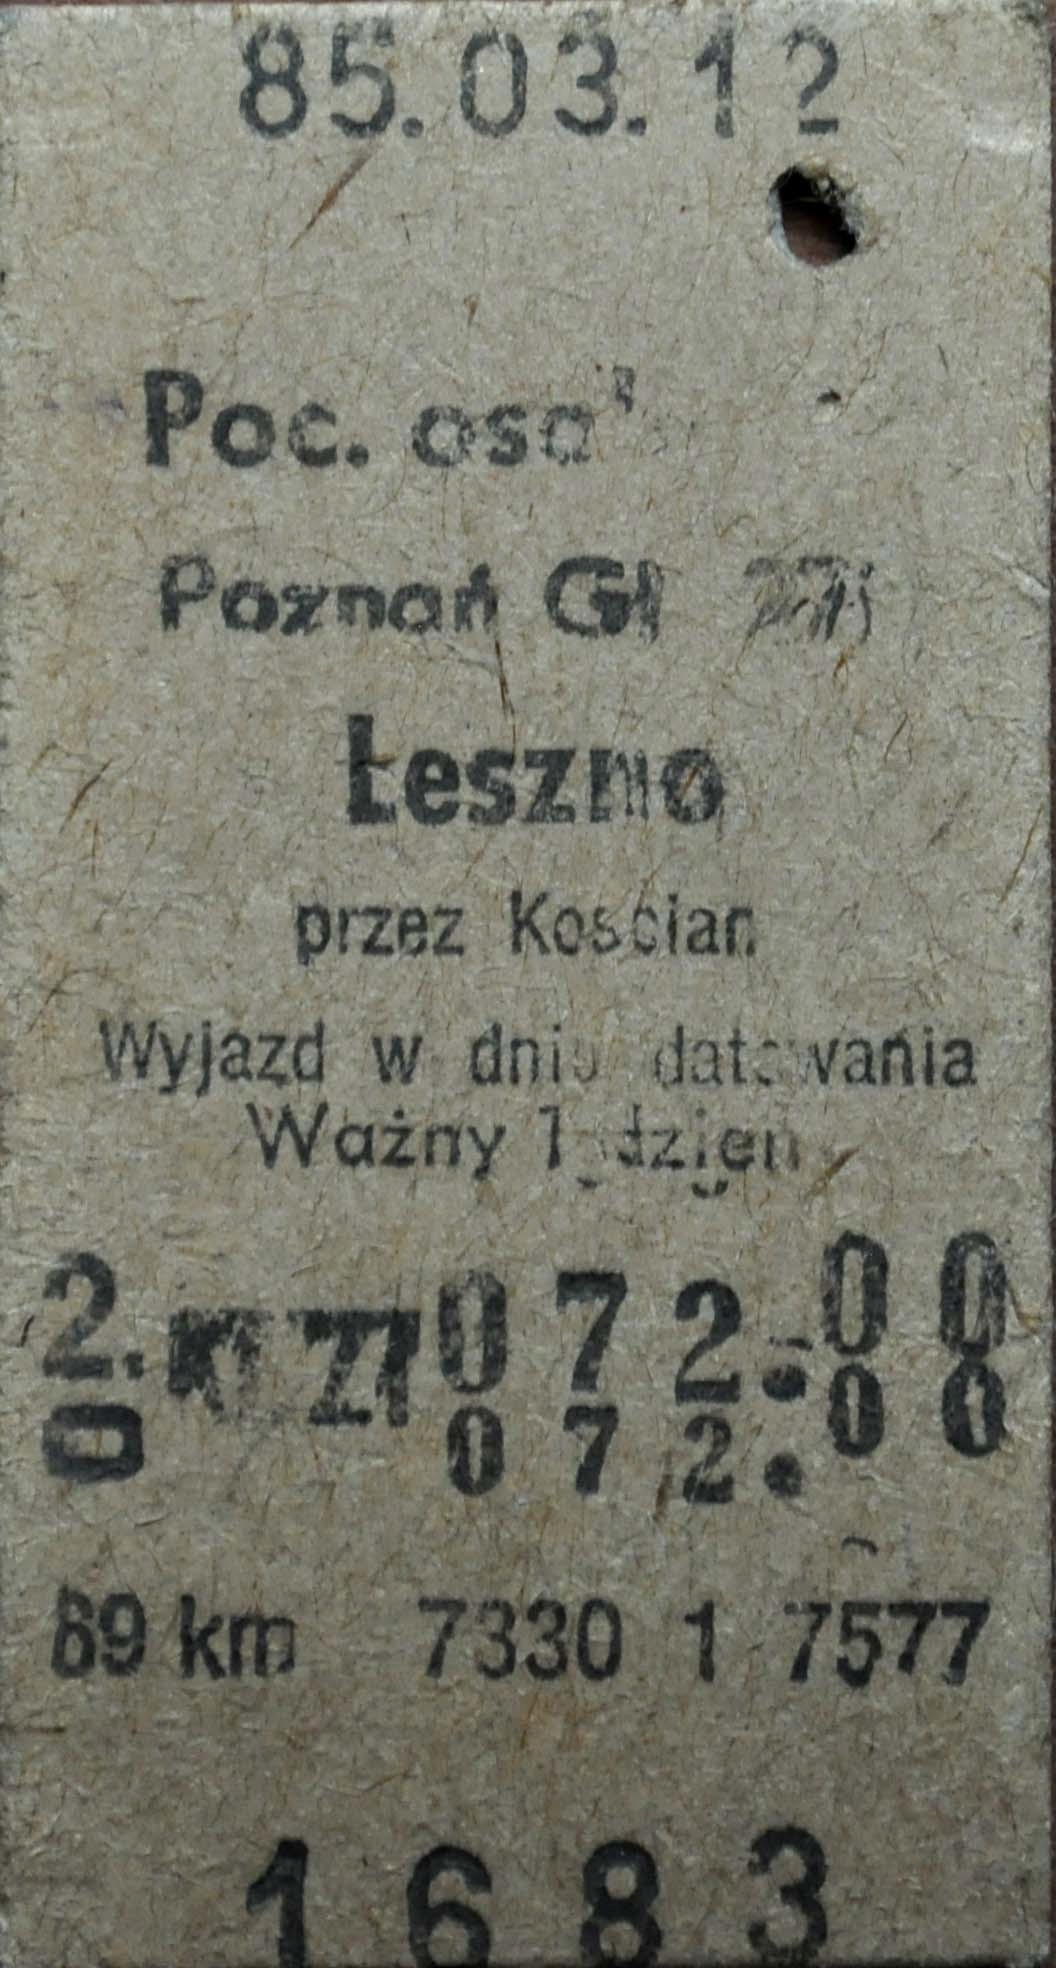 85.03.12
Poc.
Poznań Gł
Leszno
przez Kościan
Wyjazd w dniu datowania
Ważny 1 dzień
2. Kl Zł 072.00
0 072.00
69 km 7330 1 7577
1683